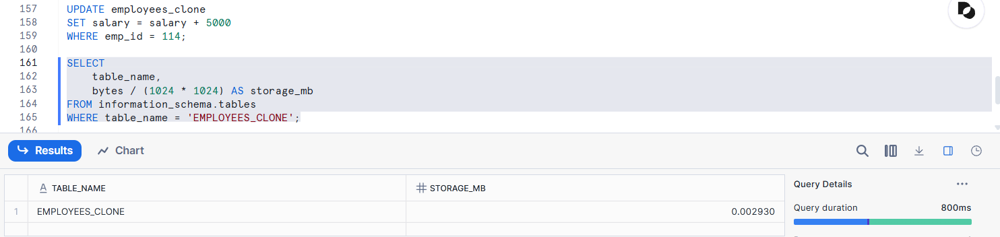 157 UPDATE employees_clone
158 SET salary = salary + 5000
159 WHERE emp_id = 114;
160
161 SELECT
162 table_name,
163 bytes / (1024 * 1024) AS storage_mb
164 FROM information_schema.tables
165 WHERE table_name = 'EMPLOYEES_CLONE';
166
Results Chart
A TABLE_NAME # STORAGE_MB
1 EMPLOYEES_CLONE 0.002930
Query Details ...
Query duration 800ms